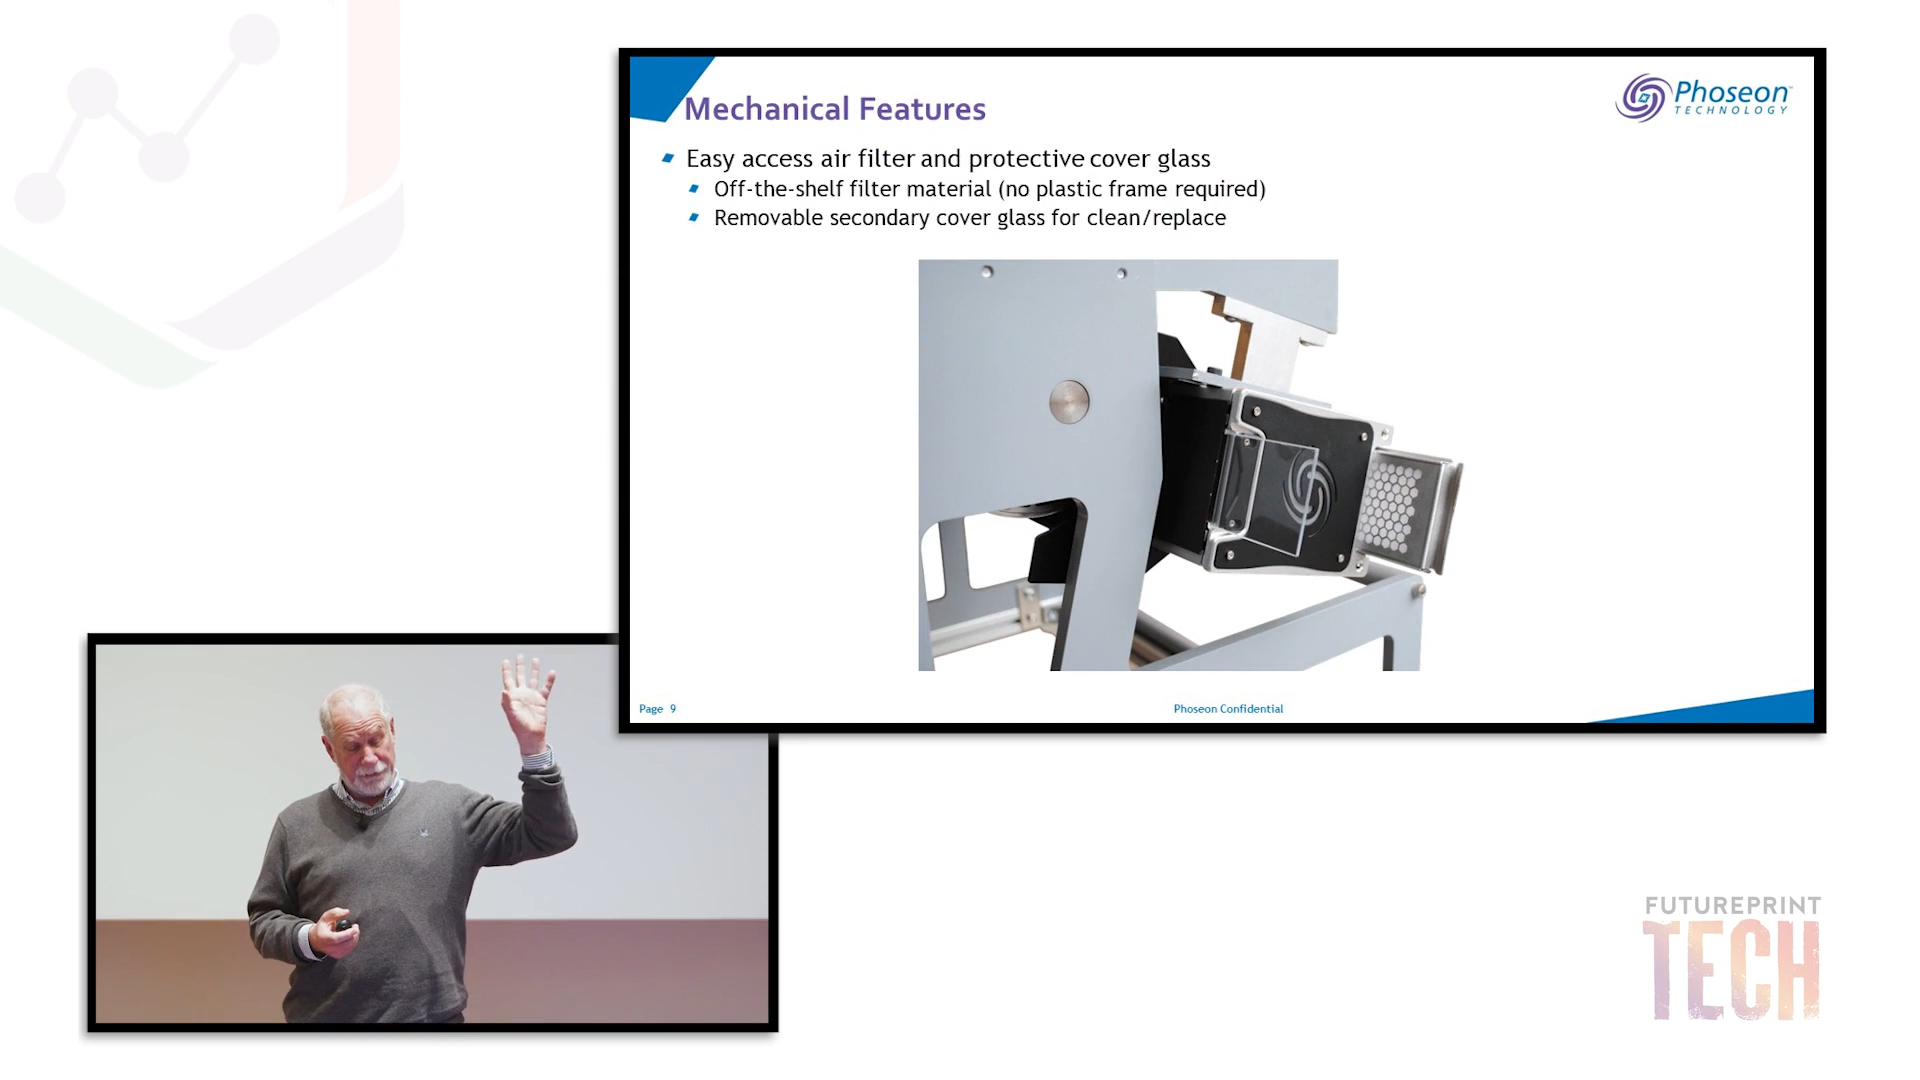 Mechanical Features
Phoseon
TECHNOLOGY
Easy access air filter and protective cover glass
Off-the-shelf filter material (no plastic frame required)
Removable secondary cover glass for clean/replace
Page 9
Phoseon Confidential
FUTUREPRINT
TECH